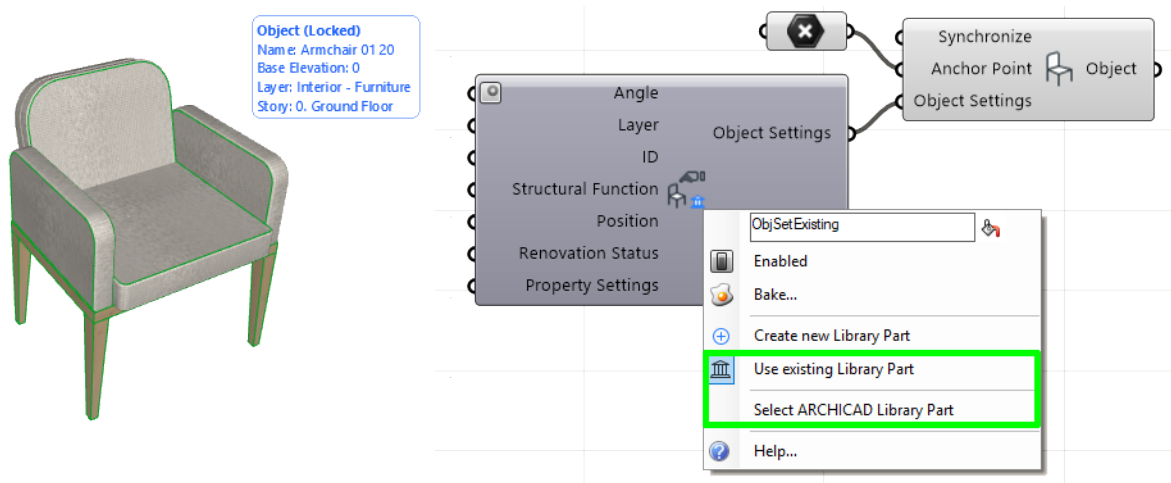 Object (Locked)
Name: Armchair 01 20
Base Elevation: 0
Layer: Interior - Furniture
Story: 0. Ground Floor
Synchronize
Anchor Point
Object
Object Settings
Angle
Layer
Object Settings
ID
Structural Function
Position
Renovation Status
Property Settings
ObjSetExisting
Enabled
Bake...
Create new Library Part
Use existing Library Part
Select ARCHICAD Library Part
Help...